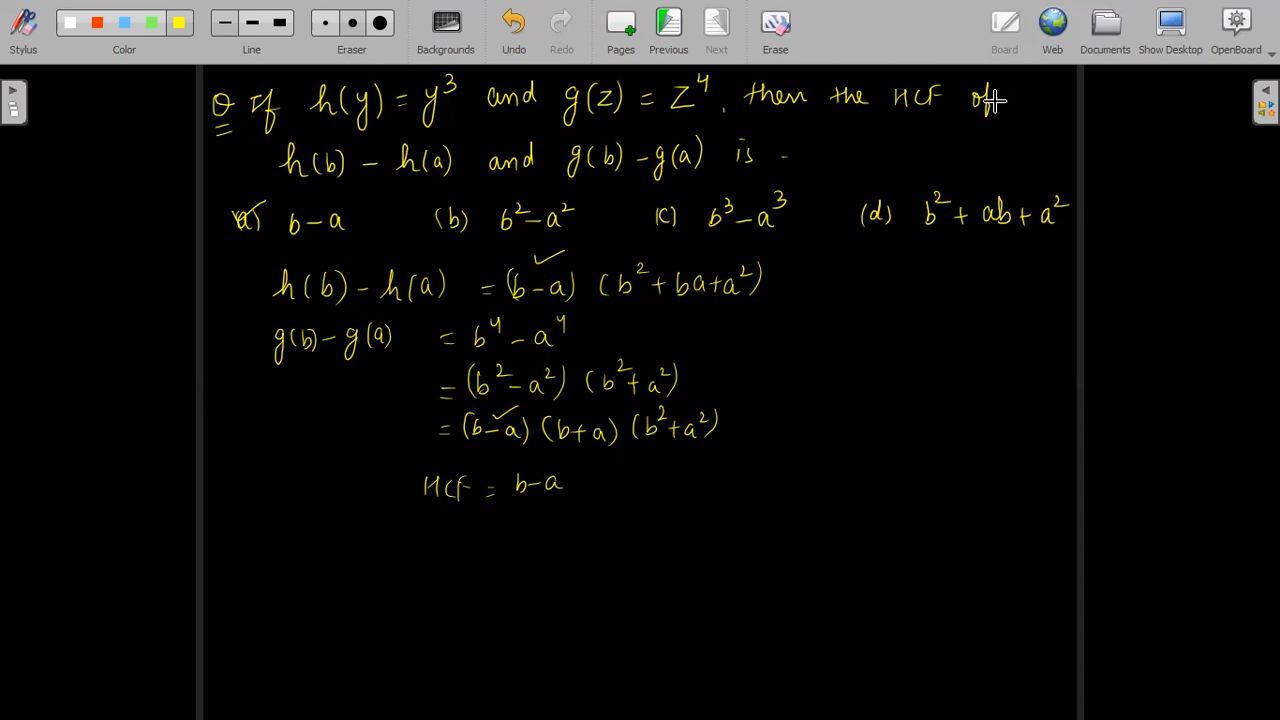 Stylus Color Line Eraser Backgrounds Undo Redo Pages Previous Next Erase Board Web Documents Show Desktop OpenBoard
Q If h(y) = y³ and g(z) = z⁴, then the HCF of
h(b) - h(a) and g(b) - g(a) is -
(a) b-a (b) b²-a² (c) b³-a³ (d) b²+ab+a²
h(b) - h(a) = (b-a) (b²+ba+a²)
g(b) - g(a) = b⁴-a⁴
= (b²-a²) (b²+a²)
= (b-a) (b+a) (b²+a²)
HCF = b-a